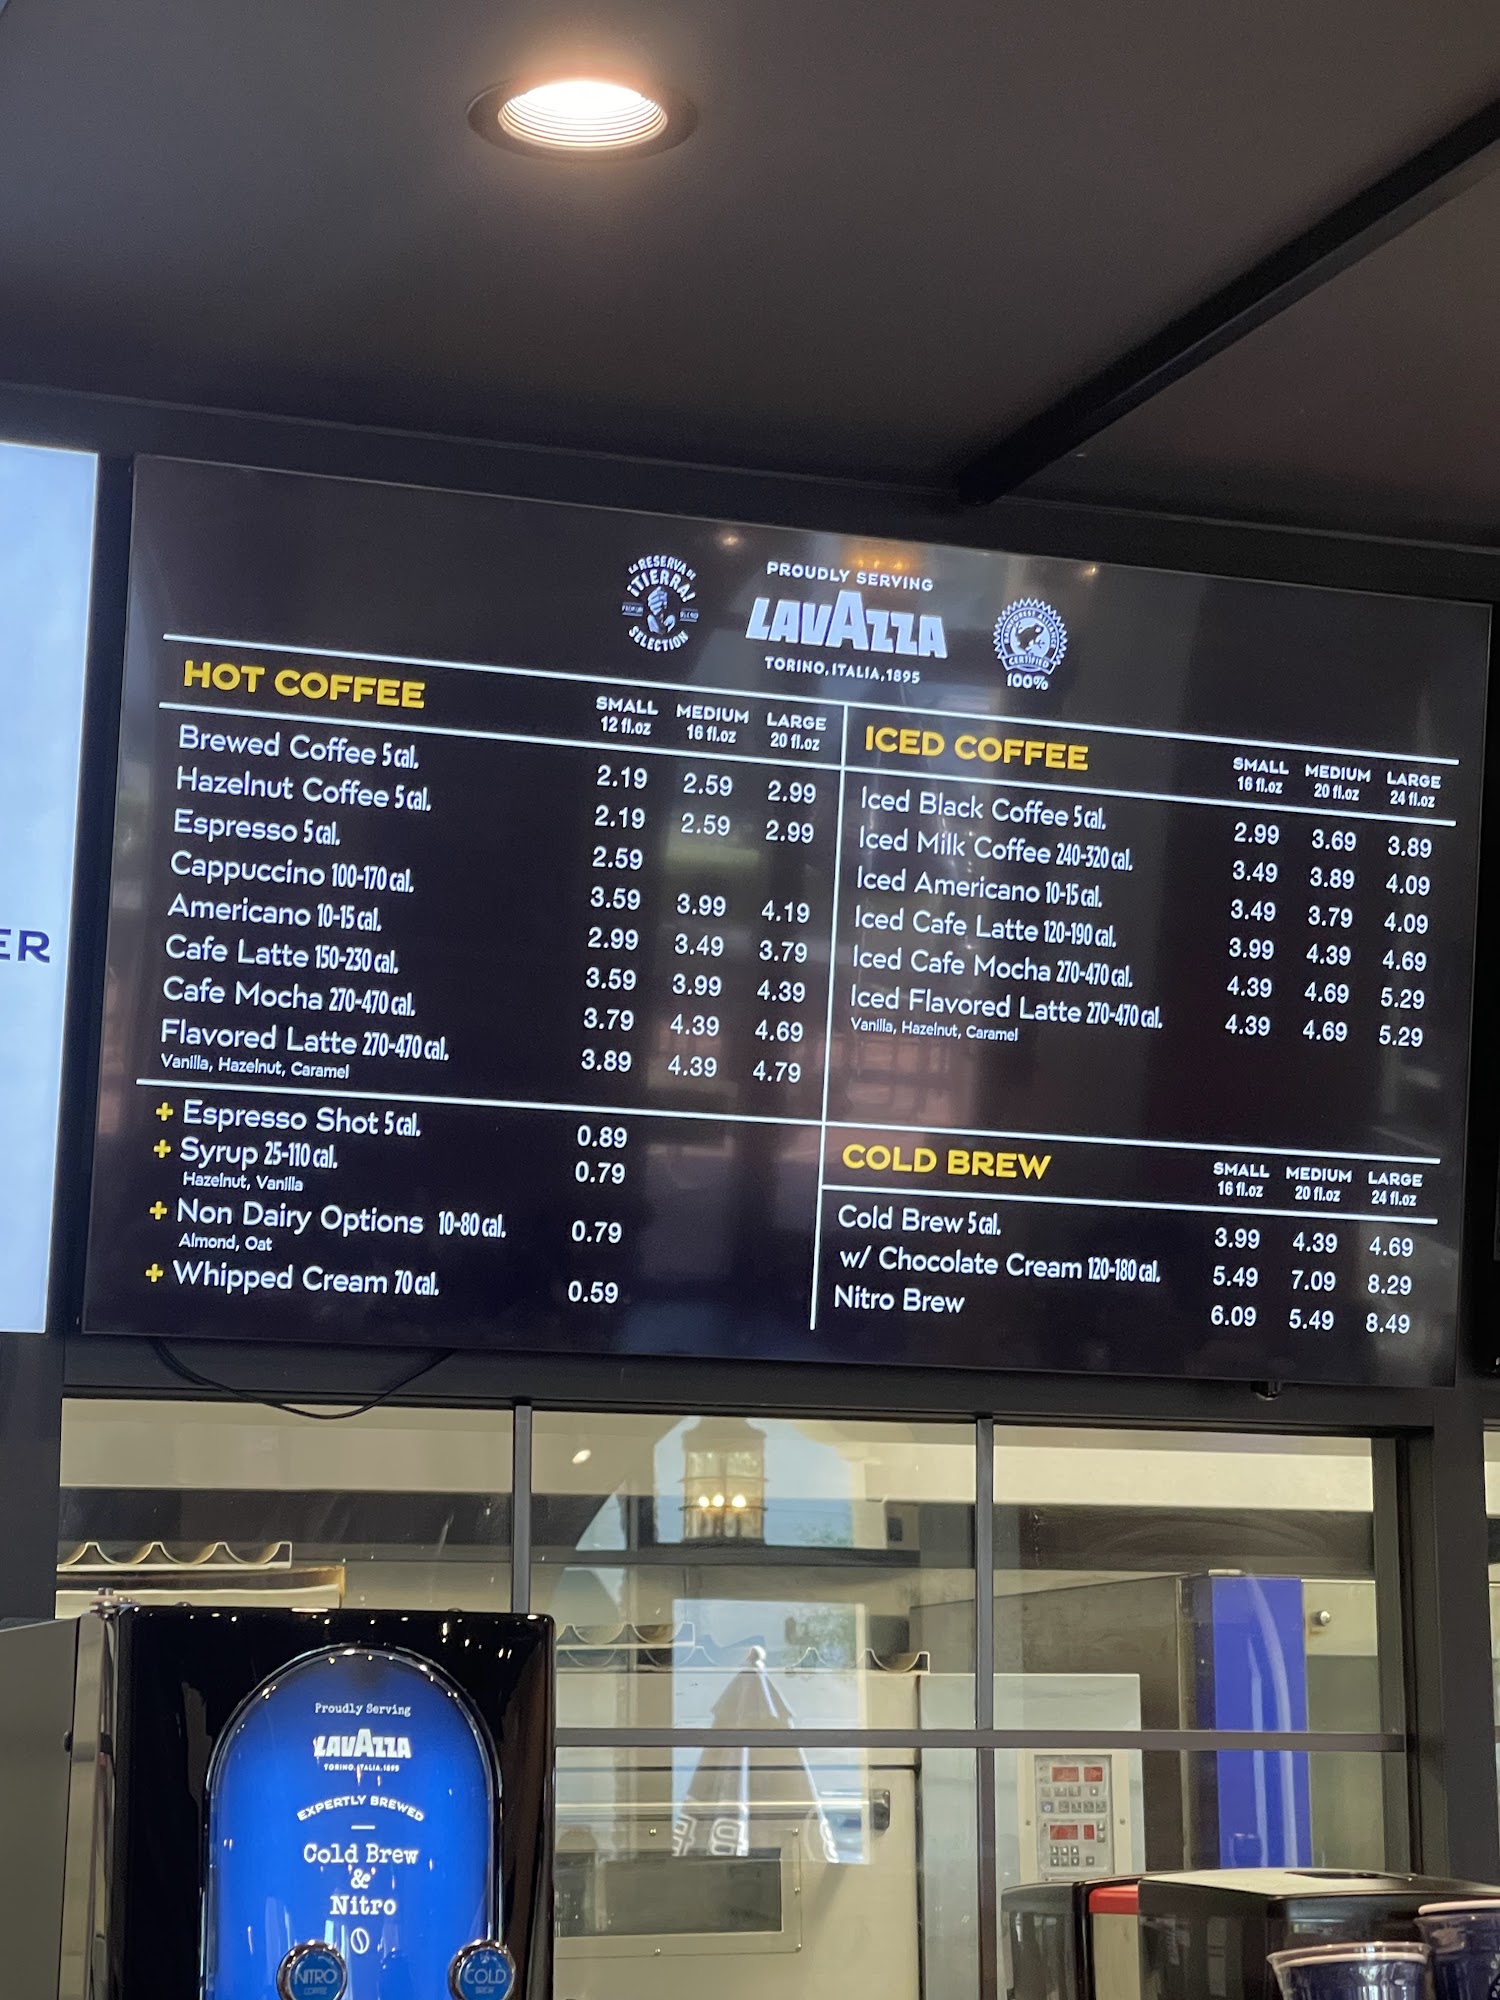 LA RESERVA DE
¡TIERRA!
SELECTION
PROUDLY SERVING
LAVAZZA
TORINO, ITALIA, 1895
RAINFOREST ALLIANCE
CERTIFIED
100%
ER
HOT COFFEE
SMALL MEDIUM LARGE
12 fl.oz 16 fl.oz 20 fl.oz
Brewed Coffee 5 cal. 2.19 2.59 2.99
Hazelnut Coffee 5 cal. 2.19 2.59 2.99
Espresso 5 cal. 2.59
Cappuccino 100-170 cal. 3.59 3.99 4.19
Americano 10-15 cal. 2.99 3.49 3.79
Cafe Latte 150-230 cal. 3.59 3.99 4.39
Cafe Mocha 270-470 cal. 3.79 4.39 4.69
Flavored Latte 270-470 cal. 3.89 4.39 4.79
Vanilla, Hazelnut, Caramel
+ Espresso Shot 5 cal. 0.89
+ Syrup 25-110 cal. 0.79
Hazelnut, Vanilla
+ Non Dairy Options 10-80 cal. 0.79
Almond, Oat
+ Whipped Cream 70 cal. 0.59
ICED COFFEE
SMALL MEDIUM LARGE
16 fl.oz 20 fl.oz 24 fl.oz
Iced Black Coffee 5 cal. 2.99 3.69 3.89
Iced Milk Coffee 240-320 cal. 3.49 3.89 4.09
Iced Americano 10-15 cal. 3.49 3.79 4.09
Iced Cafe Latte 120-190 cal. 3.99 4.39 4.69
Iced Cafe Mocha 270-470 cal. 4.39 4.69 5.29
Iced Flavored Latte 270-470 cal. 4.39 4.69 5.29
Vanilla, Hazelnut, Caramel
COLD BREW
SMALL MEDIUM LARGE
16 fl.oz 20 fl.oz 24 fl.oz
Cold Brew 5 cal. 3.99 4.39 4.69
w/ Chocolate Cream 120-180 cal. 5.49 7.09 8.29
Nitro Brew 6.09 5.49 8.49
Proudly Serving
LAVAZZA
TORINO, ITALIA, 1895
EXPERTLY BREWED
Cold Brew
&
Nitro
NITRO
COFFEE
COLD
BREW